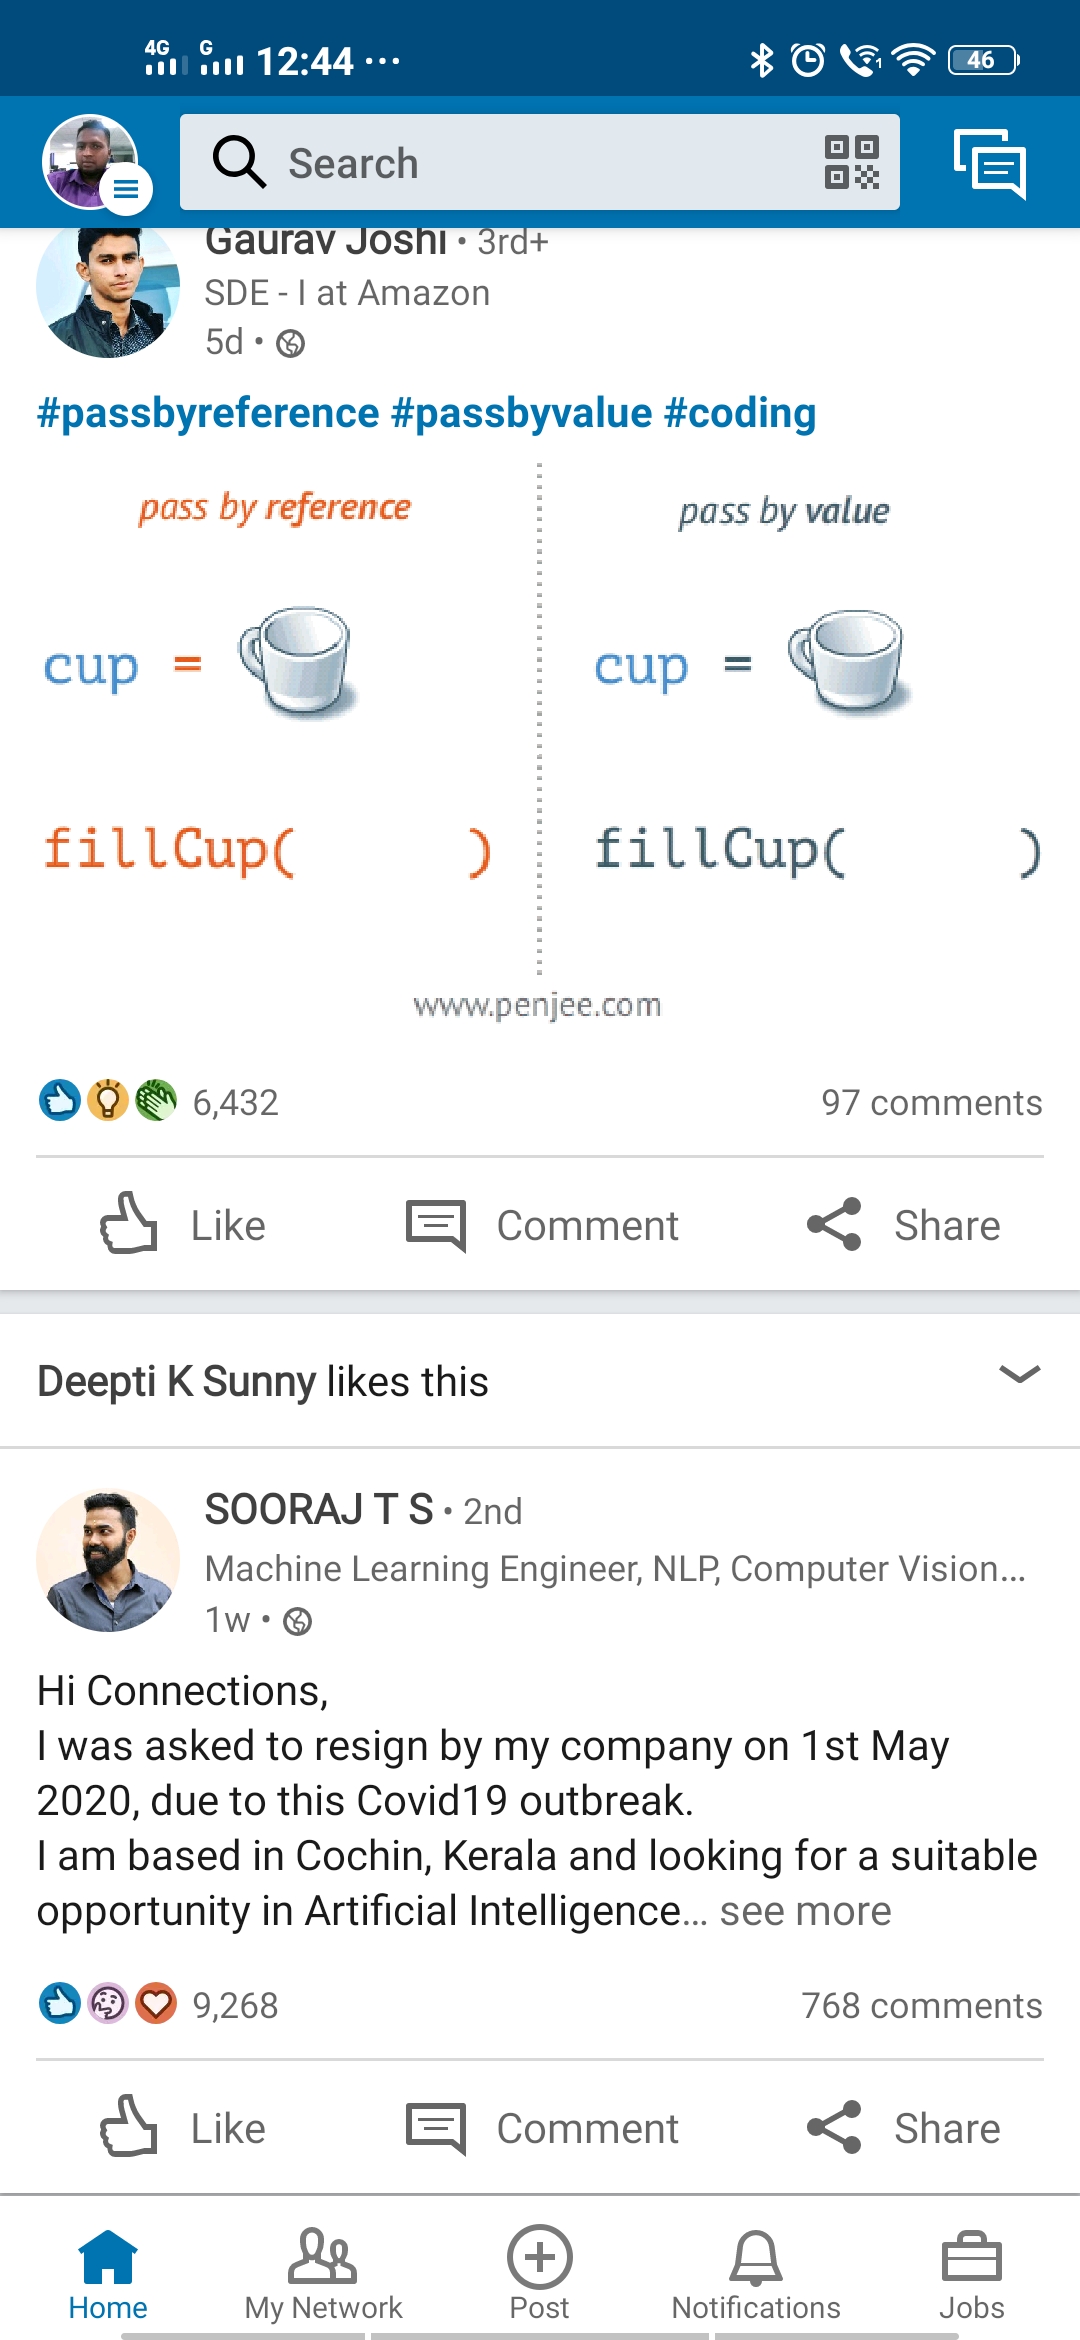 4G G 12:44 ... 1 46
Search
Gaurav Joshi • 3rd+
SDE - I at Amazon
5d •
#passbyreference #passbyvalue #coding
pass by reference
pass by value
cup =
cup =
fillCup( )
fillCup( )
www.penjee.com
6,432 97 comments
Like Comment Share
Deepti K Sunny likes this
SOORAJ T S • 2nd
Machine Learning Engineer, NLP, Computer Vision...
1w •
Hi Connections,
I was asked to resign by my company on 1st May
2020, due to this Covid19 outbreak.
I am based in Cochin, Kerala and looking for a suitable
opportunity in Artificial Intelligence... see more
9,268 768 comments
Like Comment Share
Home My Network Post Notifications Jobs